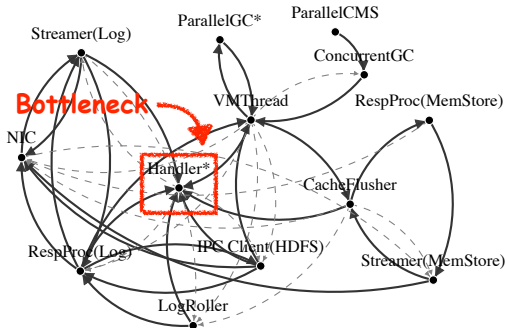 ParallelCMS
ParallelGC*
Streamer(Log)
ConcurrentGC
Bottleneck
VMThread
RespProc(MemStore)
NIC
Handler*
CacheFlusher
RespProc(Log)
IPC Client(HDFS)
Streamer(MemStore)
LogRoller